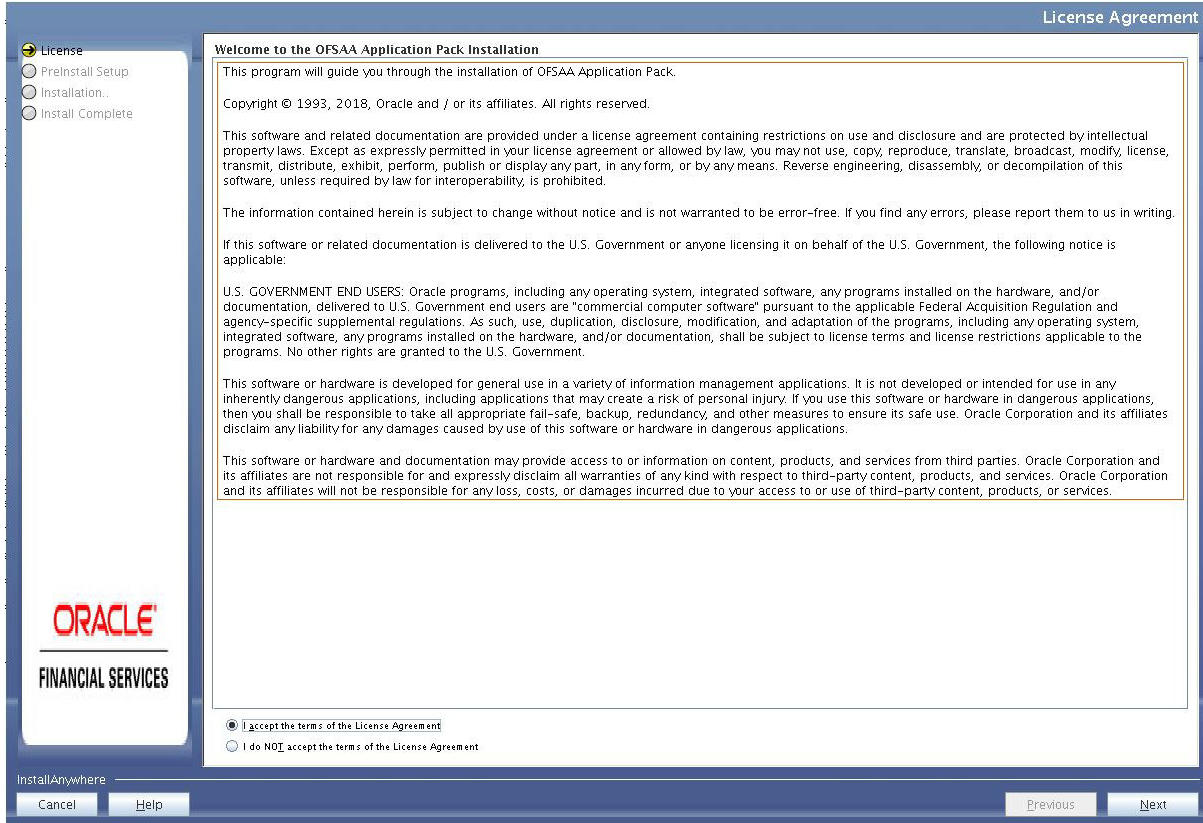 License Agreement
License
PreInstall Setup
Installation..
Install Complete
Welcome to the OFSAA Application Pack Installation
This program will guide you through the installation of OFSAA Application Pack.
Copyright © 1993, 2018, Oracle and / or its affiliates. All rights reserved.
This software and related documentation are provided under a license agreement containing restrictions on use and disclosure and are protected by intellectual
property laws. Except as expressly permitted in your license agreement or allowed by law, you may not use, copy, reproduce, translate, broadcast, modify, license,
transmit, distribute, exhibit, perform, publish or display any part, in any form, or by any means. Reverse engineering, disassembly, or decompilation of this
software, unless required by law for interoperability, is prohibited.
The information contained herein is subject to change without notice and is not warranted to be error-free. If you find any errors, please report them to us in writing.
If this software or related documentation is delivered to the U.S. Government or anyone licensing it on behalf of the U.S. Government, the following notice is
applicable:
U.S. GOVERNMENT END USERS: Oracle programs, including any operating system, integrated software, any programs installed on the hardware, and/or
documentation, delivered to U.S. Government end users are "commercial computer software" pursuant to the applicable Federal Acquisition Regulation and
agency-specific supplemental regulations. As such, use, duplication, disclosure, modification, and adaptation of the programs, including any operating system,
integrated software, any programs installed on the hardware, and/or documentation, shall be subject to license terms and license restrictions applicable to the
programs. No other rights are granted to the U.S. Government.
This software or hardware is developed for general use in a variety of information management applications. It is not developed or intended for use in any
inherently dangerous applications, including applications that may create a risk of personal injury. If you use this software or hardware in dangerous applications,
then you shall be responsible to take all appropriate fail-safe, backup, redundancy, and other measures to ensure its safe use. Oracle Corporation and its affiliates
disclaim any liability for any damages caused by use of this software or hardware in dangerous applications.
This software or hardware and documentation may provide access to or information on content, products, and services from third parties. Oracle Corporation and
its affiliates are not responsible for and expressly disclaim all warranties of any kind with respect to third-party content, products, and services. Oracle Corporation
and its affiliates will not be responsible for any loss, costs, or damages incurred due to your access to or use of third-party content, products, or services.
ORACLE
FINANCIAL SERVICES
I accept the terms of the License Agreement
I do NOT accept the terms of the License Agreement
InstallAnywhere
Cancel
Help
Previous
Next